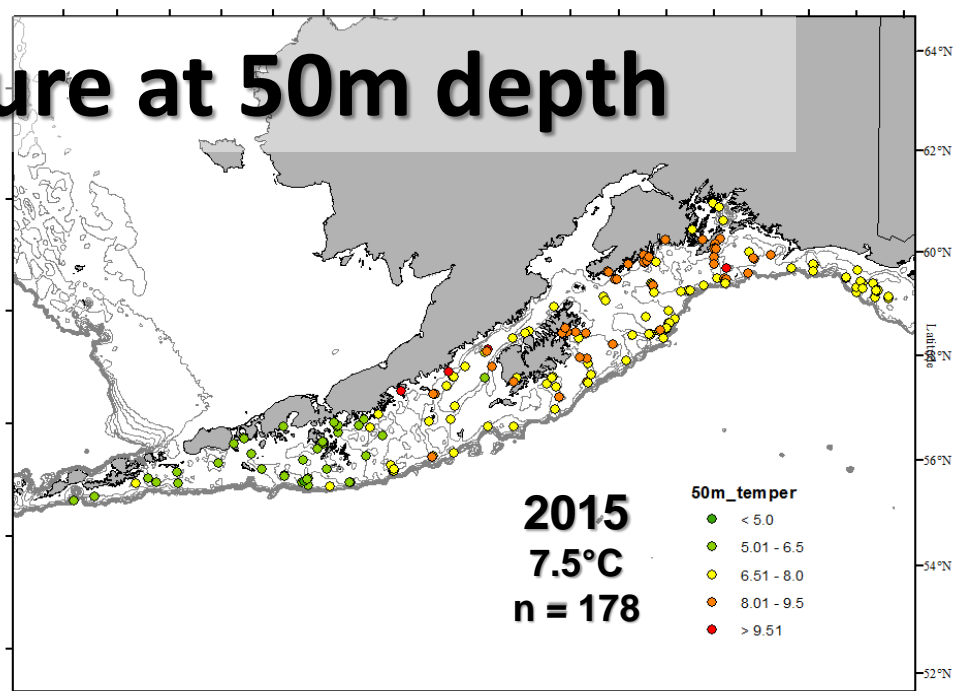 ure at 50m depth
64°N
62°N
60°N
Latitude
58°N
56°N
54°N
52°N
2015
7.5°C
n = 178
50m_temper
< 5.0
5.01 - 6.5
6.51 - 8.0
8.01 - 9.5
> 9.51